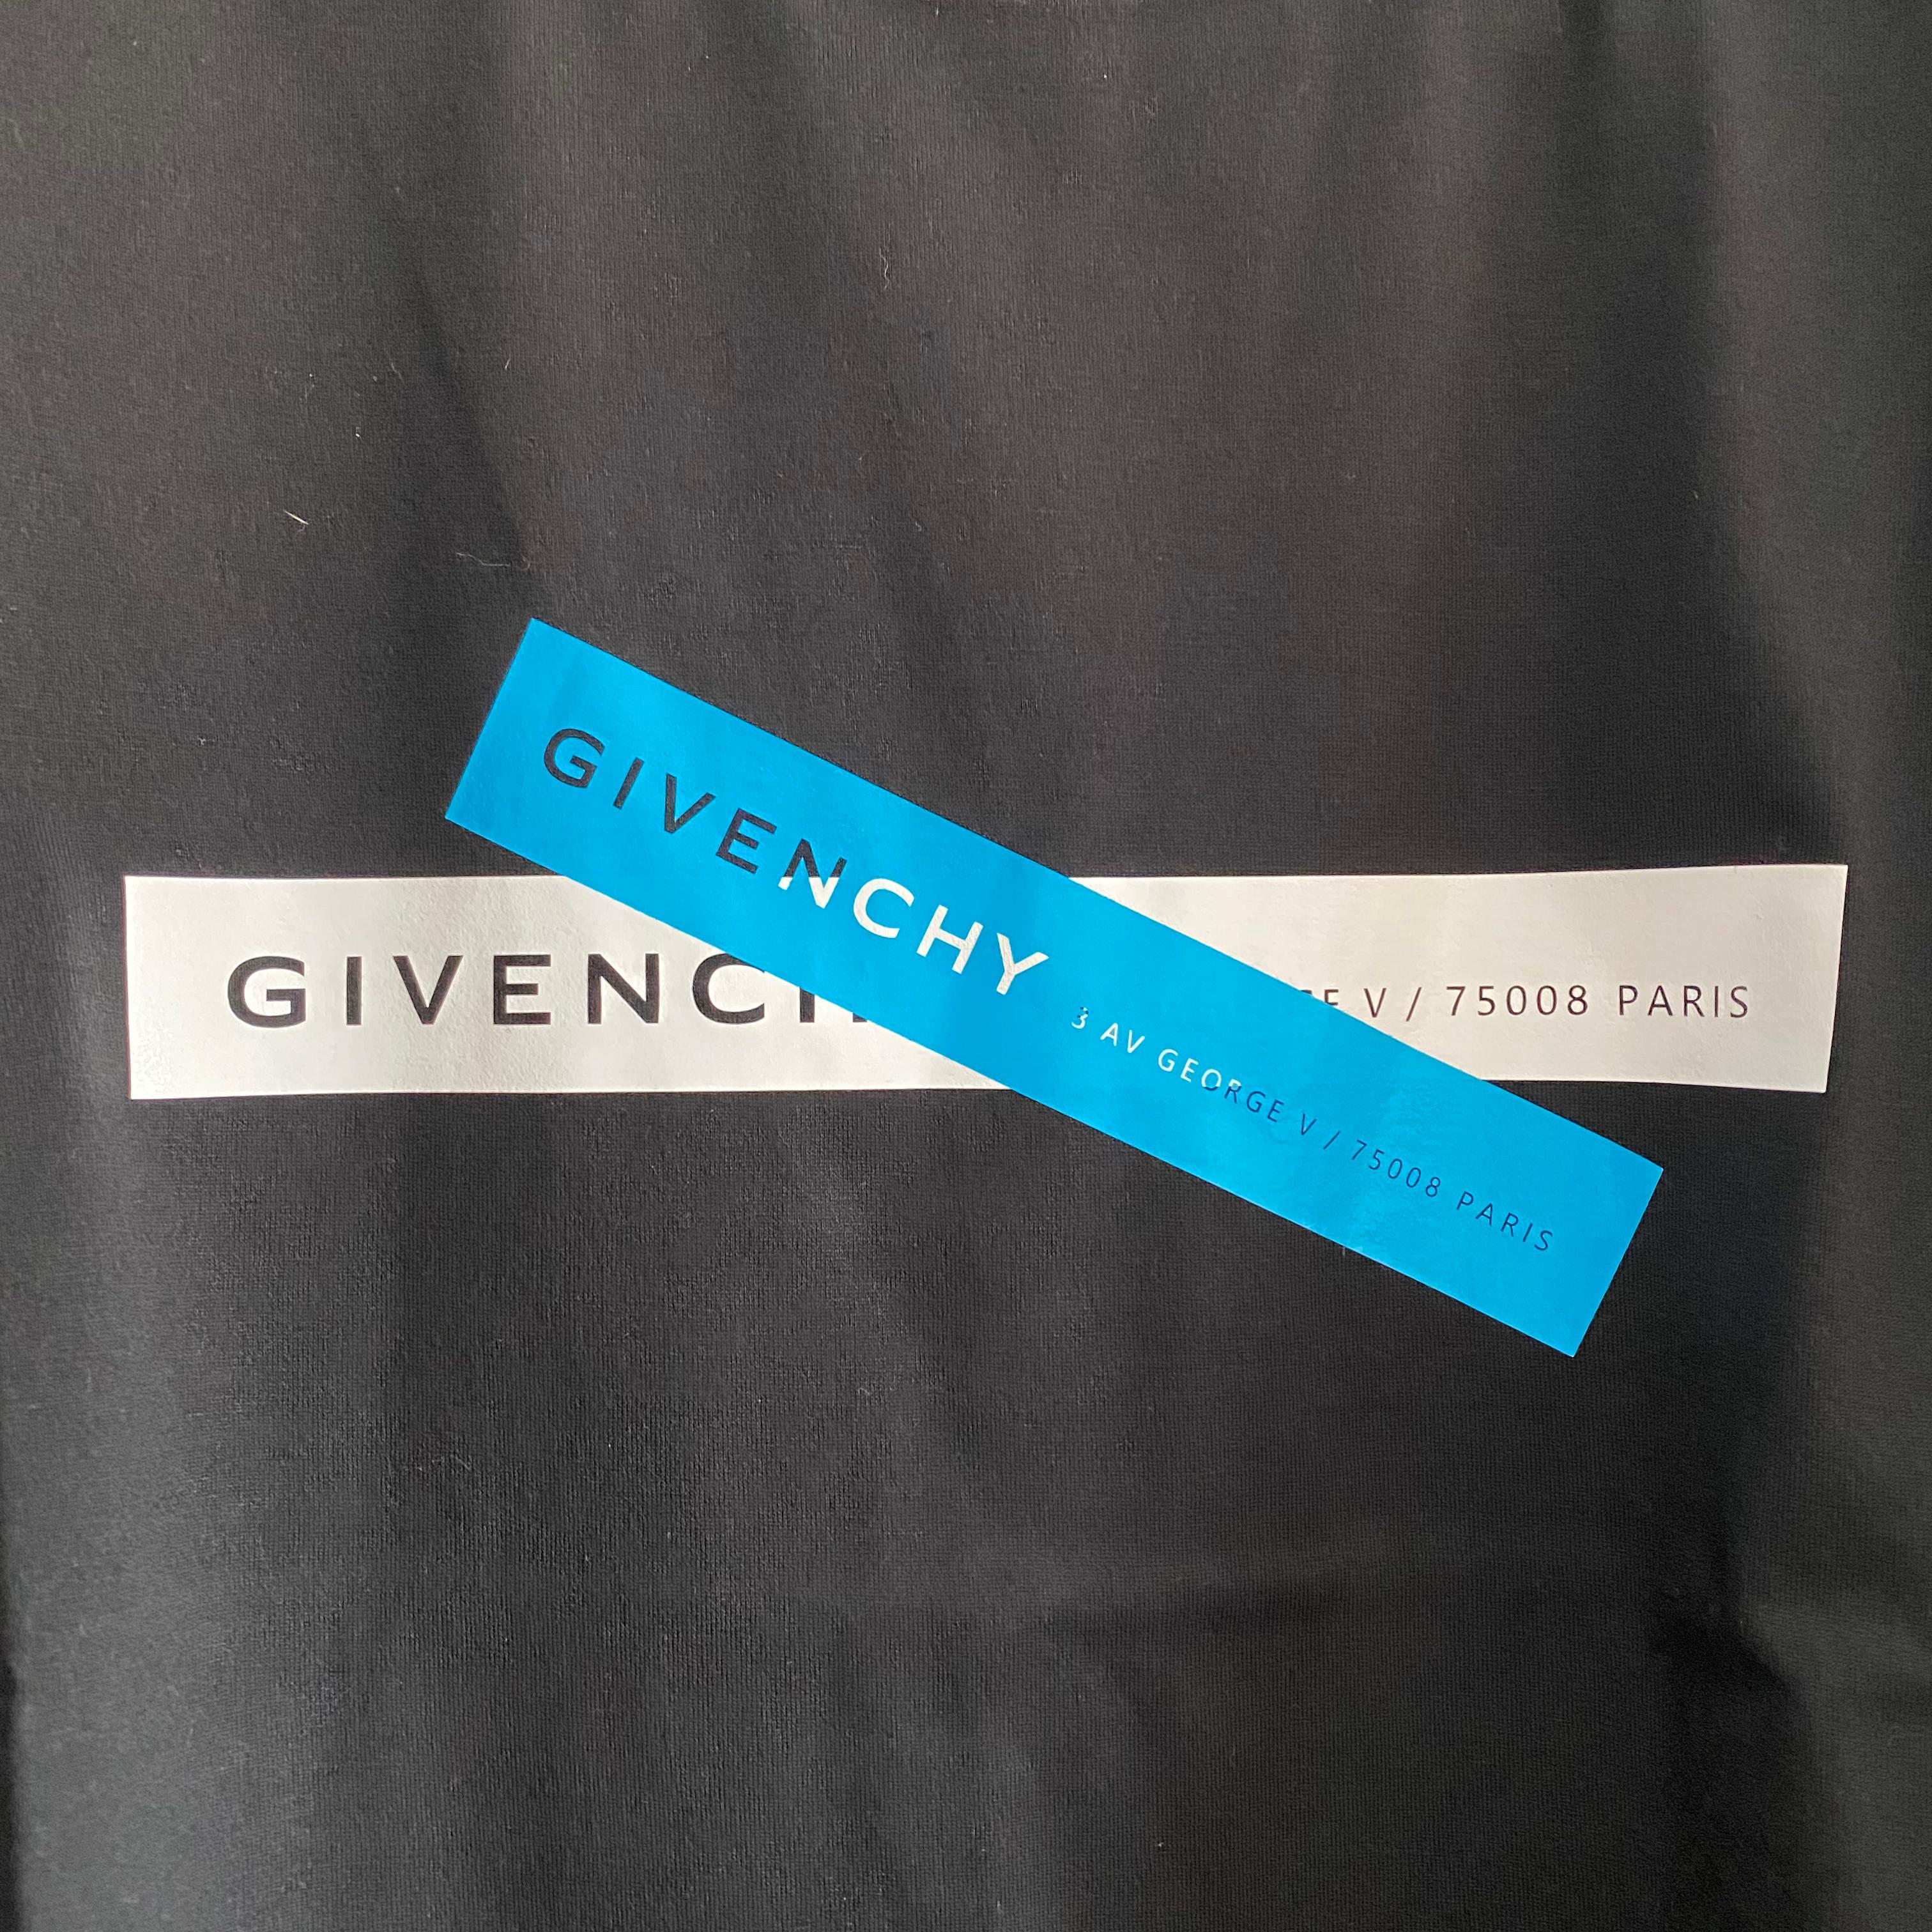 GIVENCHY 3 AV GEORGE V / 75008 PARIS
GIVENC V / 75008 PARIS